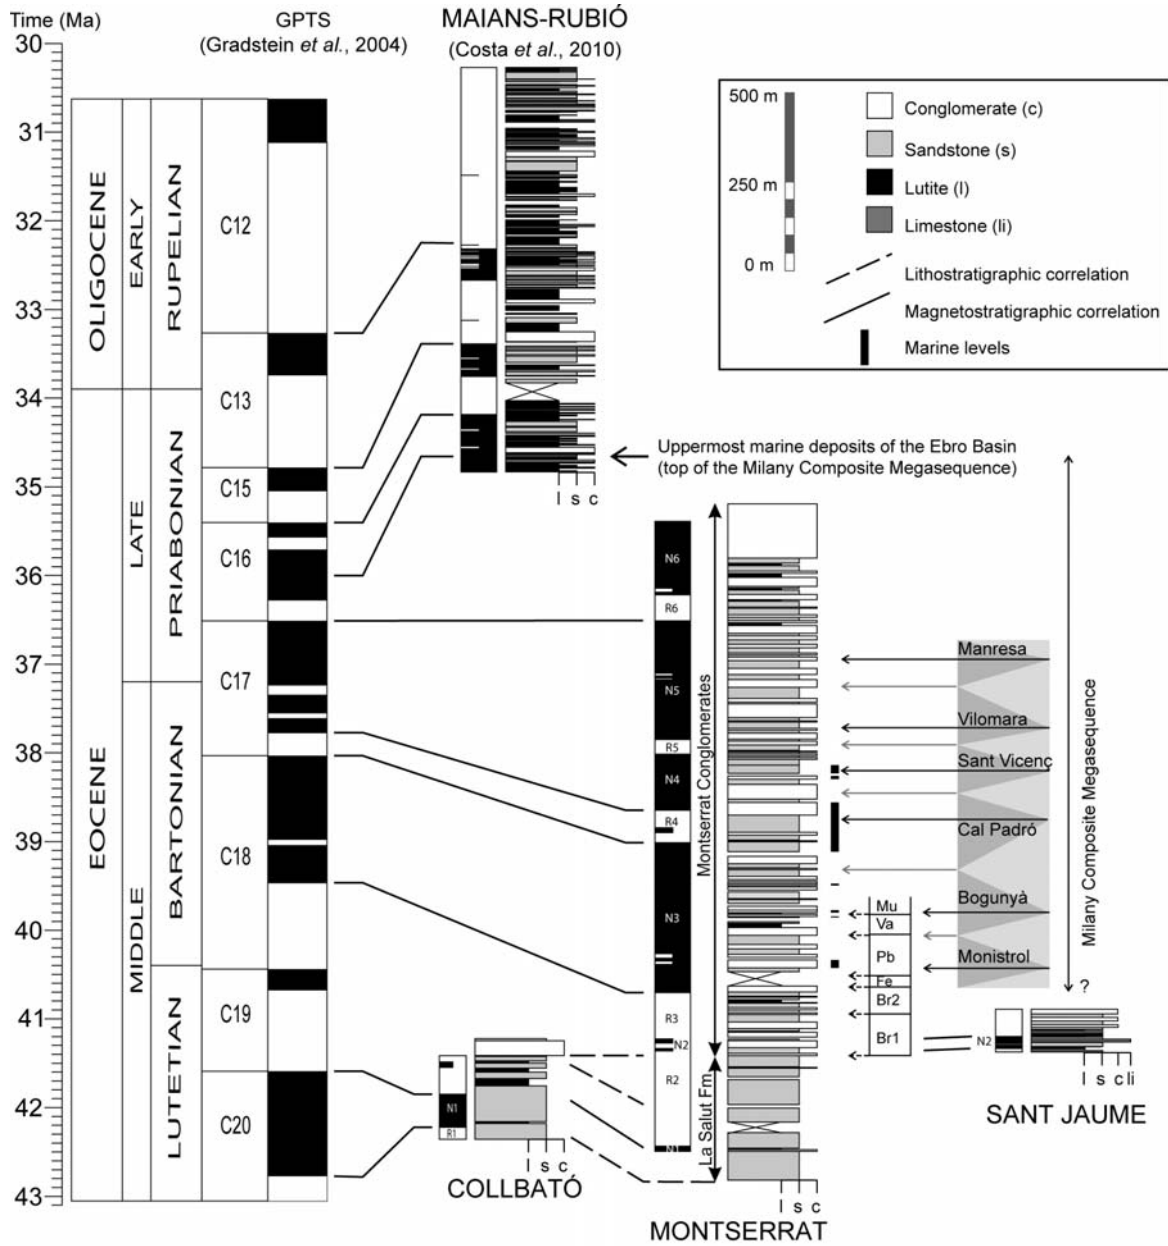 Time (Ma)
GPTS
(Gradstein et al., 2004)
MAIANS-RUBIÓ
(Costa et al., 2010)
30
31
32
33
34
35
36
37
38
39
40
41
42
43
OLIGOCENE
EOCENE
EARLY
LATE
MIDDLE
RUPELIAN
PRIABONIAN
BARTONIAN
LUTETIAN
C12
C13
C15
C16
C17
C18
C19
C20
l s c
500 m
250 m
0 m
Conglomerate (c)
Sandstone (s)
Lutite (l)
Limestone (li)
Lithostratigraphic correlation
Magnetostratigraphic correlation
Marine levels
Uppermost marine deposits of the Ebro Basin
(top of the Milany Composite Megasequence)
N6
R6
N5
R5
N4
R4
N3
R3
N2
R2
N1
Montserrat Conglomerates
La Salut Fm
l s c
MONTSERRAT
N1
R1
l s c
COLLBATÓ
Manresa
Vilomara
Sant Vicenç
Cal Padró
Bogunyà
Monistrol
Mu
Va
Pb
Fe
Br2
Br1
Milany Composite Megasequence
?
N2
l s c li
SANT JAUME